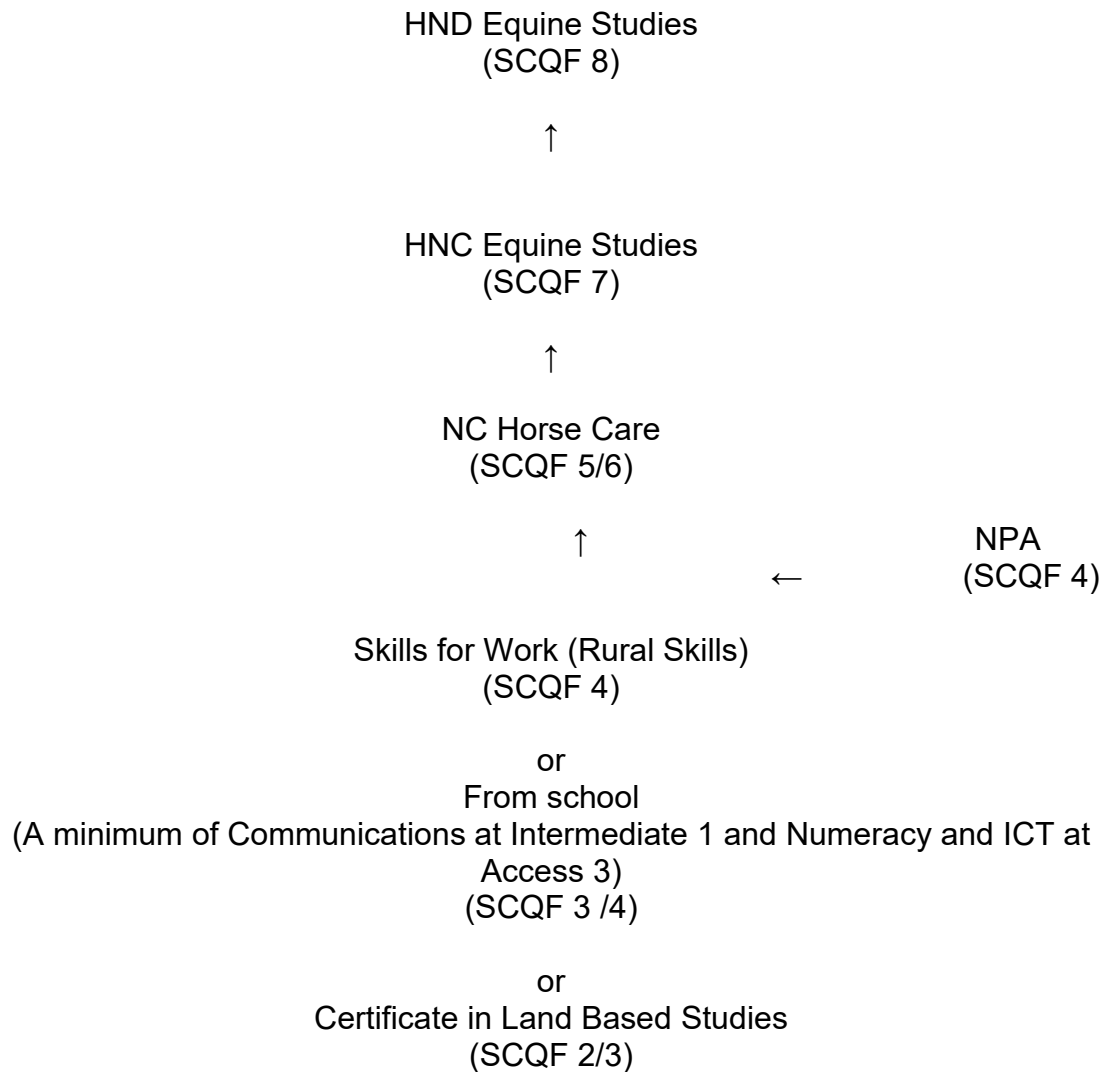 HND Equine Studies
(SCQF 8)
↑
HNC Equine Studies
(SCQF 7)
↑
NC Horse Care
(SCQF 5/6)
↑
NPA
← (SCQF 4)
Skills for Work (Rural Skills)
(SCQF 4)
or
From school
(A minimum of Communications at Intermediate 1 and Numeracy and ICT at
Access 3)
(SCQF 3 /4)
or
Certificate in Land Based Studies
(SCQF 2/3)